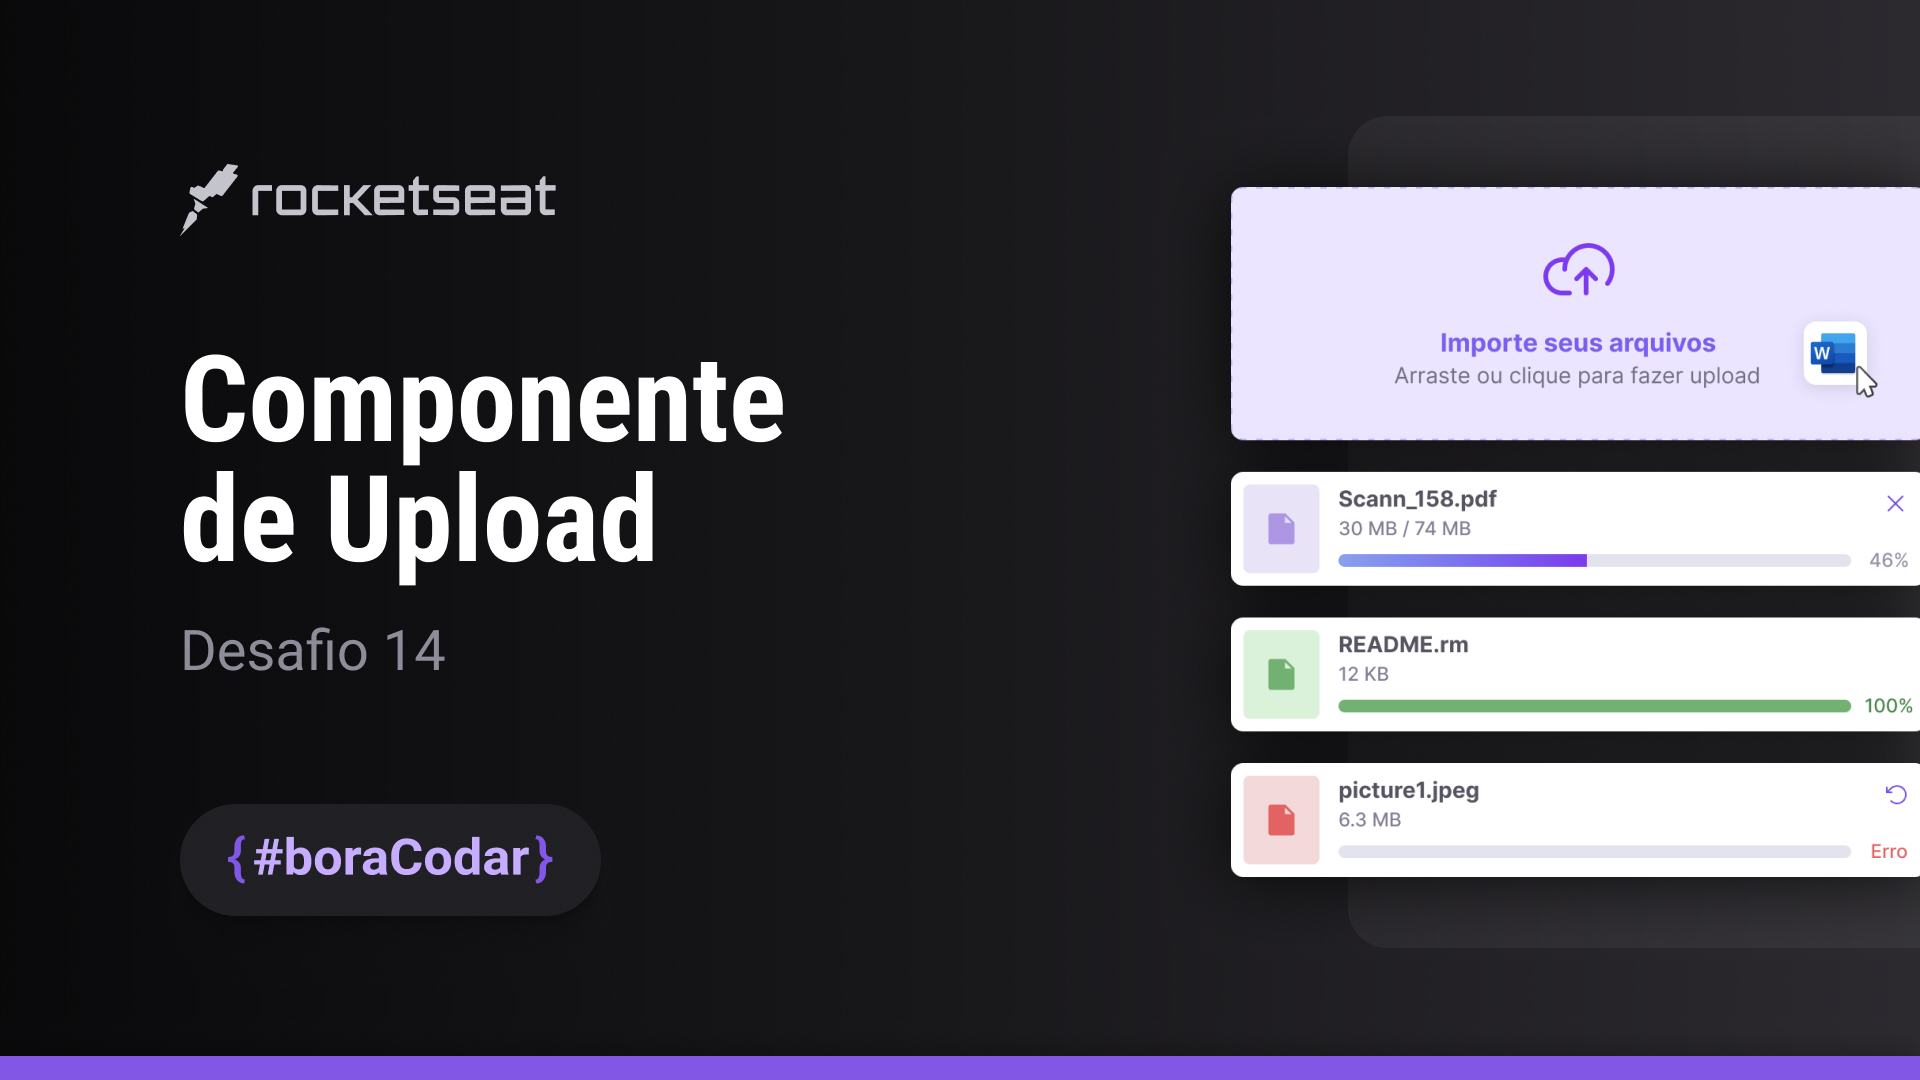 rocketseat
Componente
de Upload
Desafio 14
{#boraCodar}
Importe seus arquivos
Arraste ou clique para fazer upload
W
Scann_158.pdf
30 MB / 74 MB
46%
README.rm
12 KB
100%
picture1.jpeg
6.3 MB
Erro